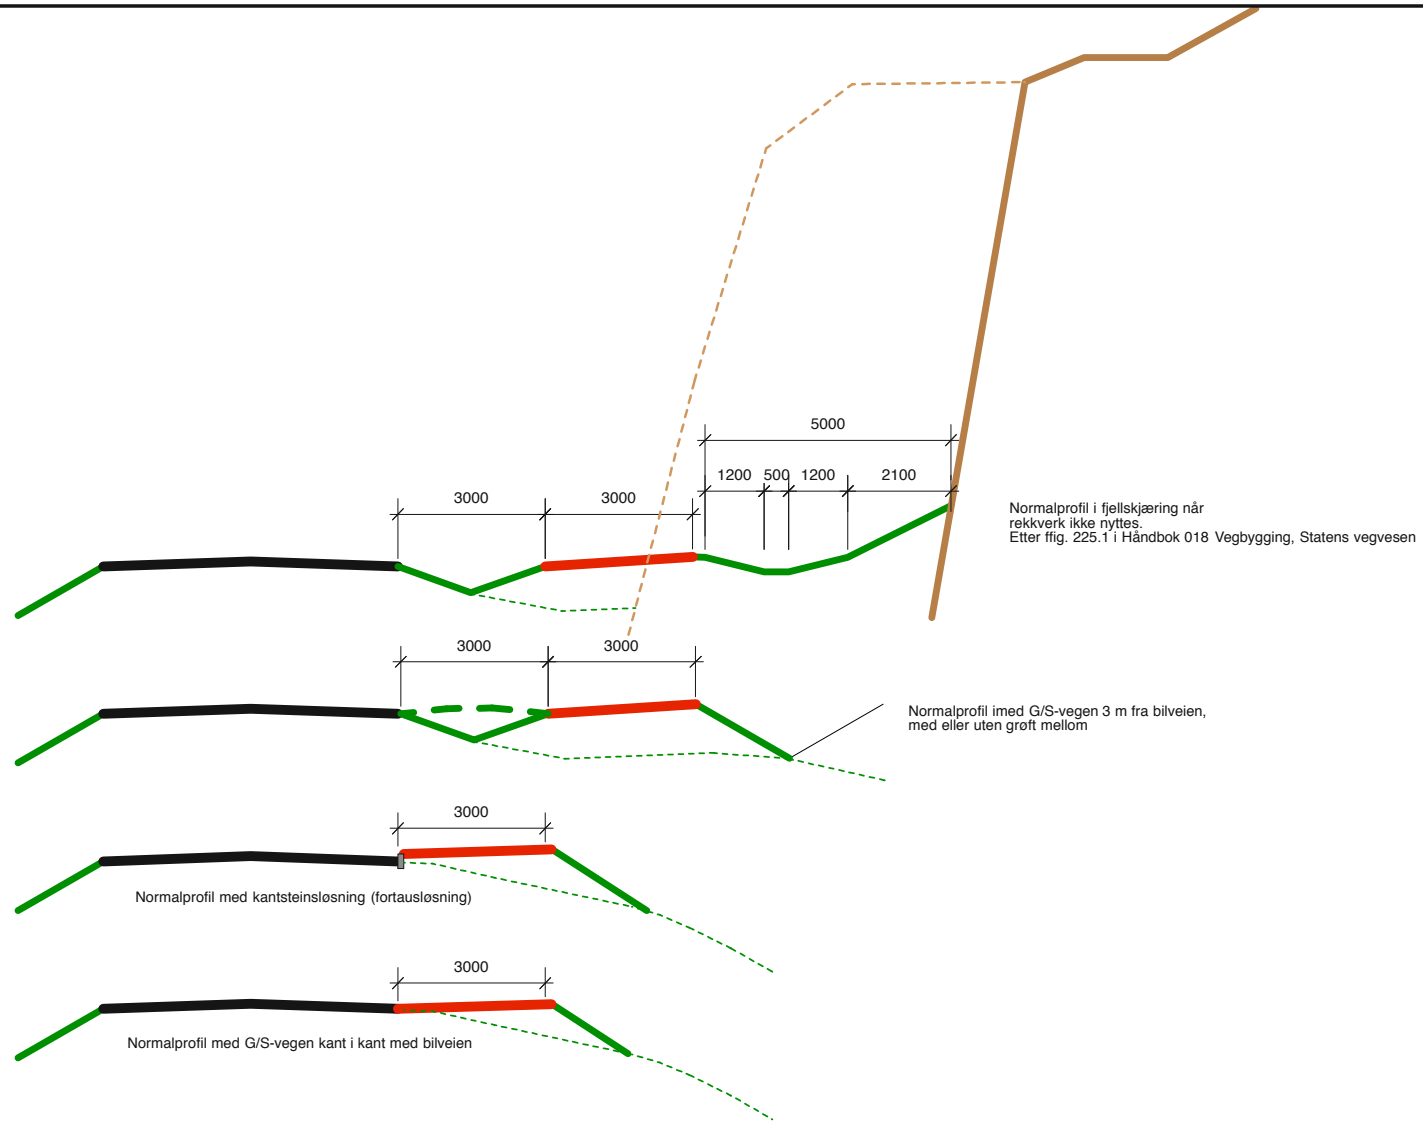 5000
1200 500 1200 2100
3000 3000
Normalprofil i fjellskjæring når
rekkverk ikke nyttes.
Etter ffig. 225.1 i Håndbok 018 Vegbygging, Statens vegvesen
3000 3000
Normalprofil imed G/S-vegen 3 m fra bilveien,
med eller uten grøft mellom
3000
Normalprofil med kantsteinsløsning (fortausløsning)
3000
Normalprofil med G/S-vegen kant i kant med bilveien